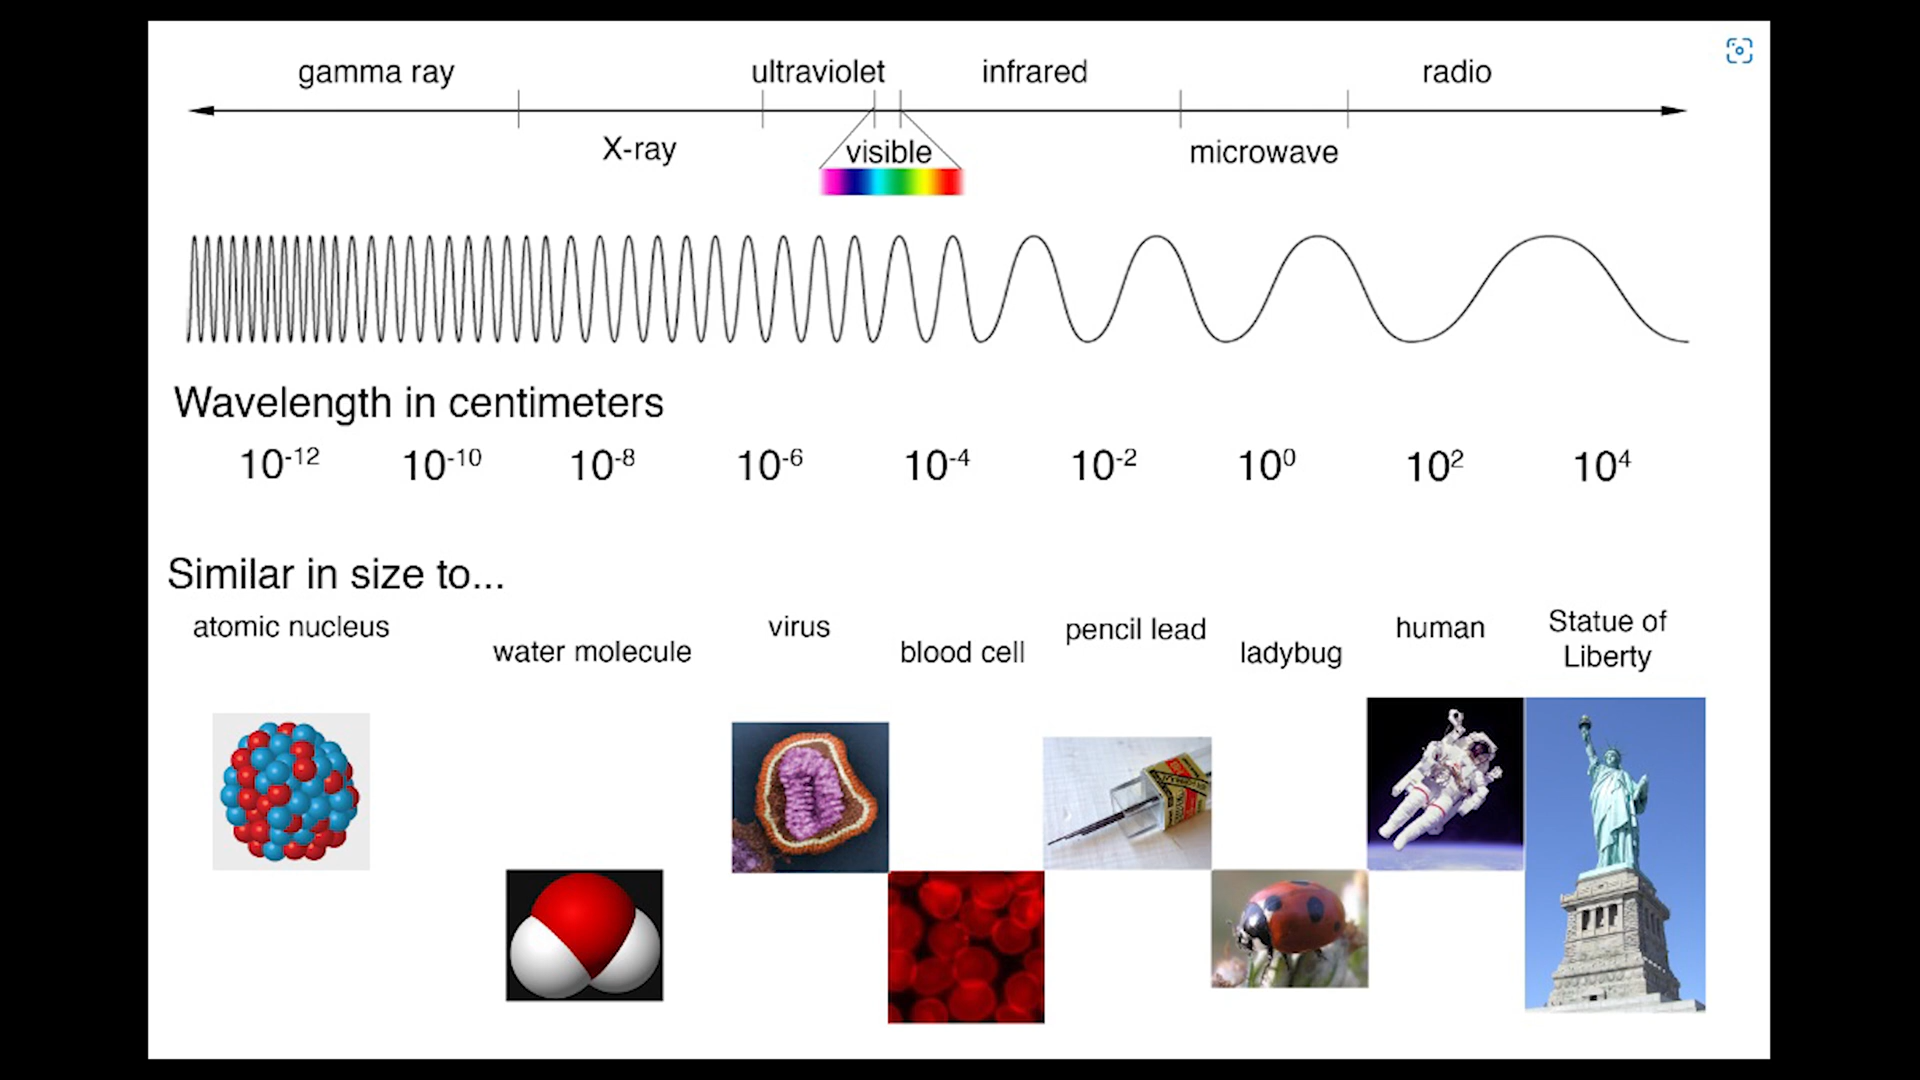 gamma ray ultraviolet infrared radio
X-ray visible microwave
Wavelength in centimeters
10⁻¹² 10⁻¹⁰ 10⁻⁸ 10⁻⁶ 10⁻⁴ 10⁻² 10⁰ 10² 10⁴
Similar in size to...
atomic nucleus
water molecule
virus
blood cell
pencil lead
ladybug
human
Statue of
Liberty